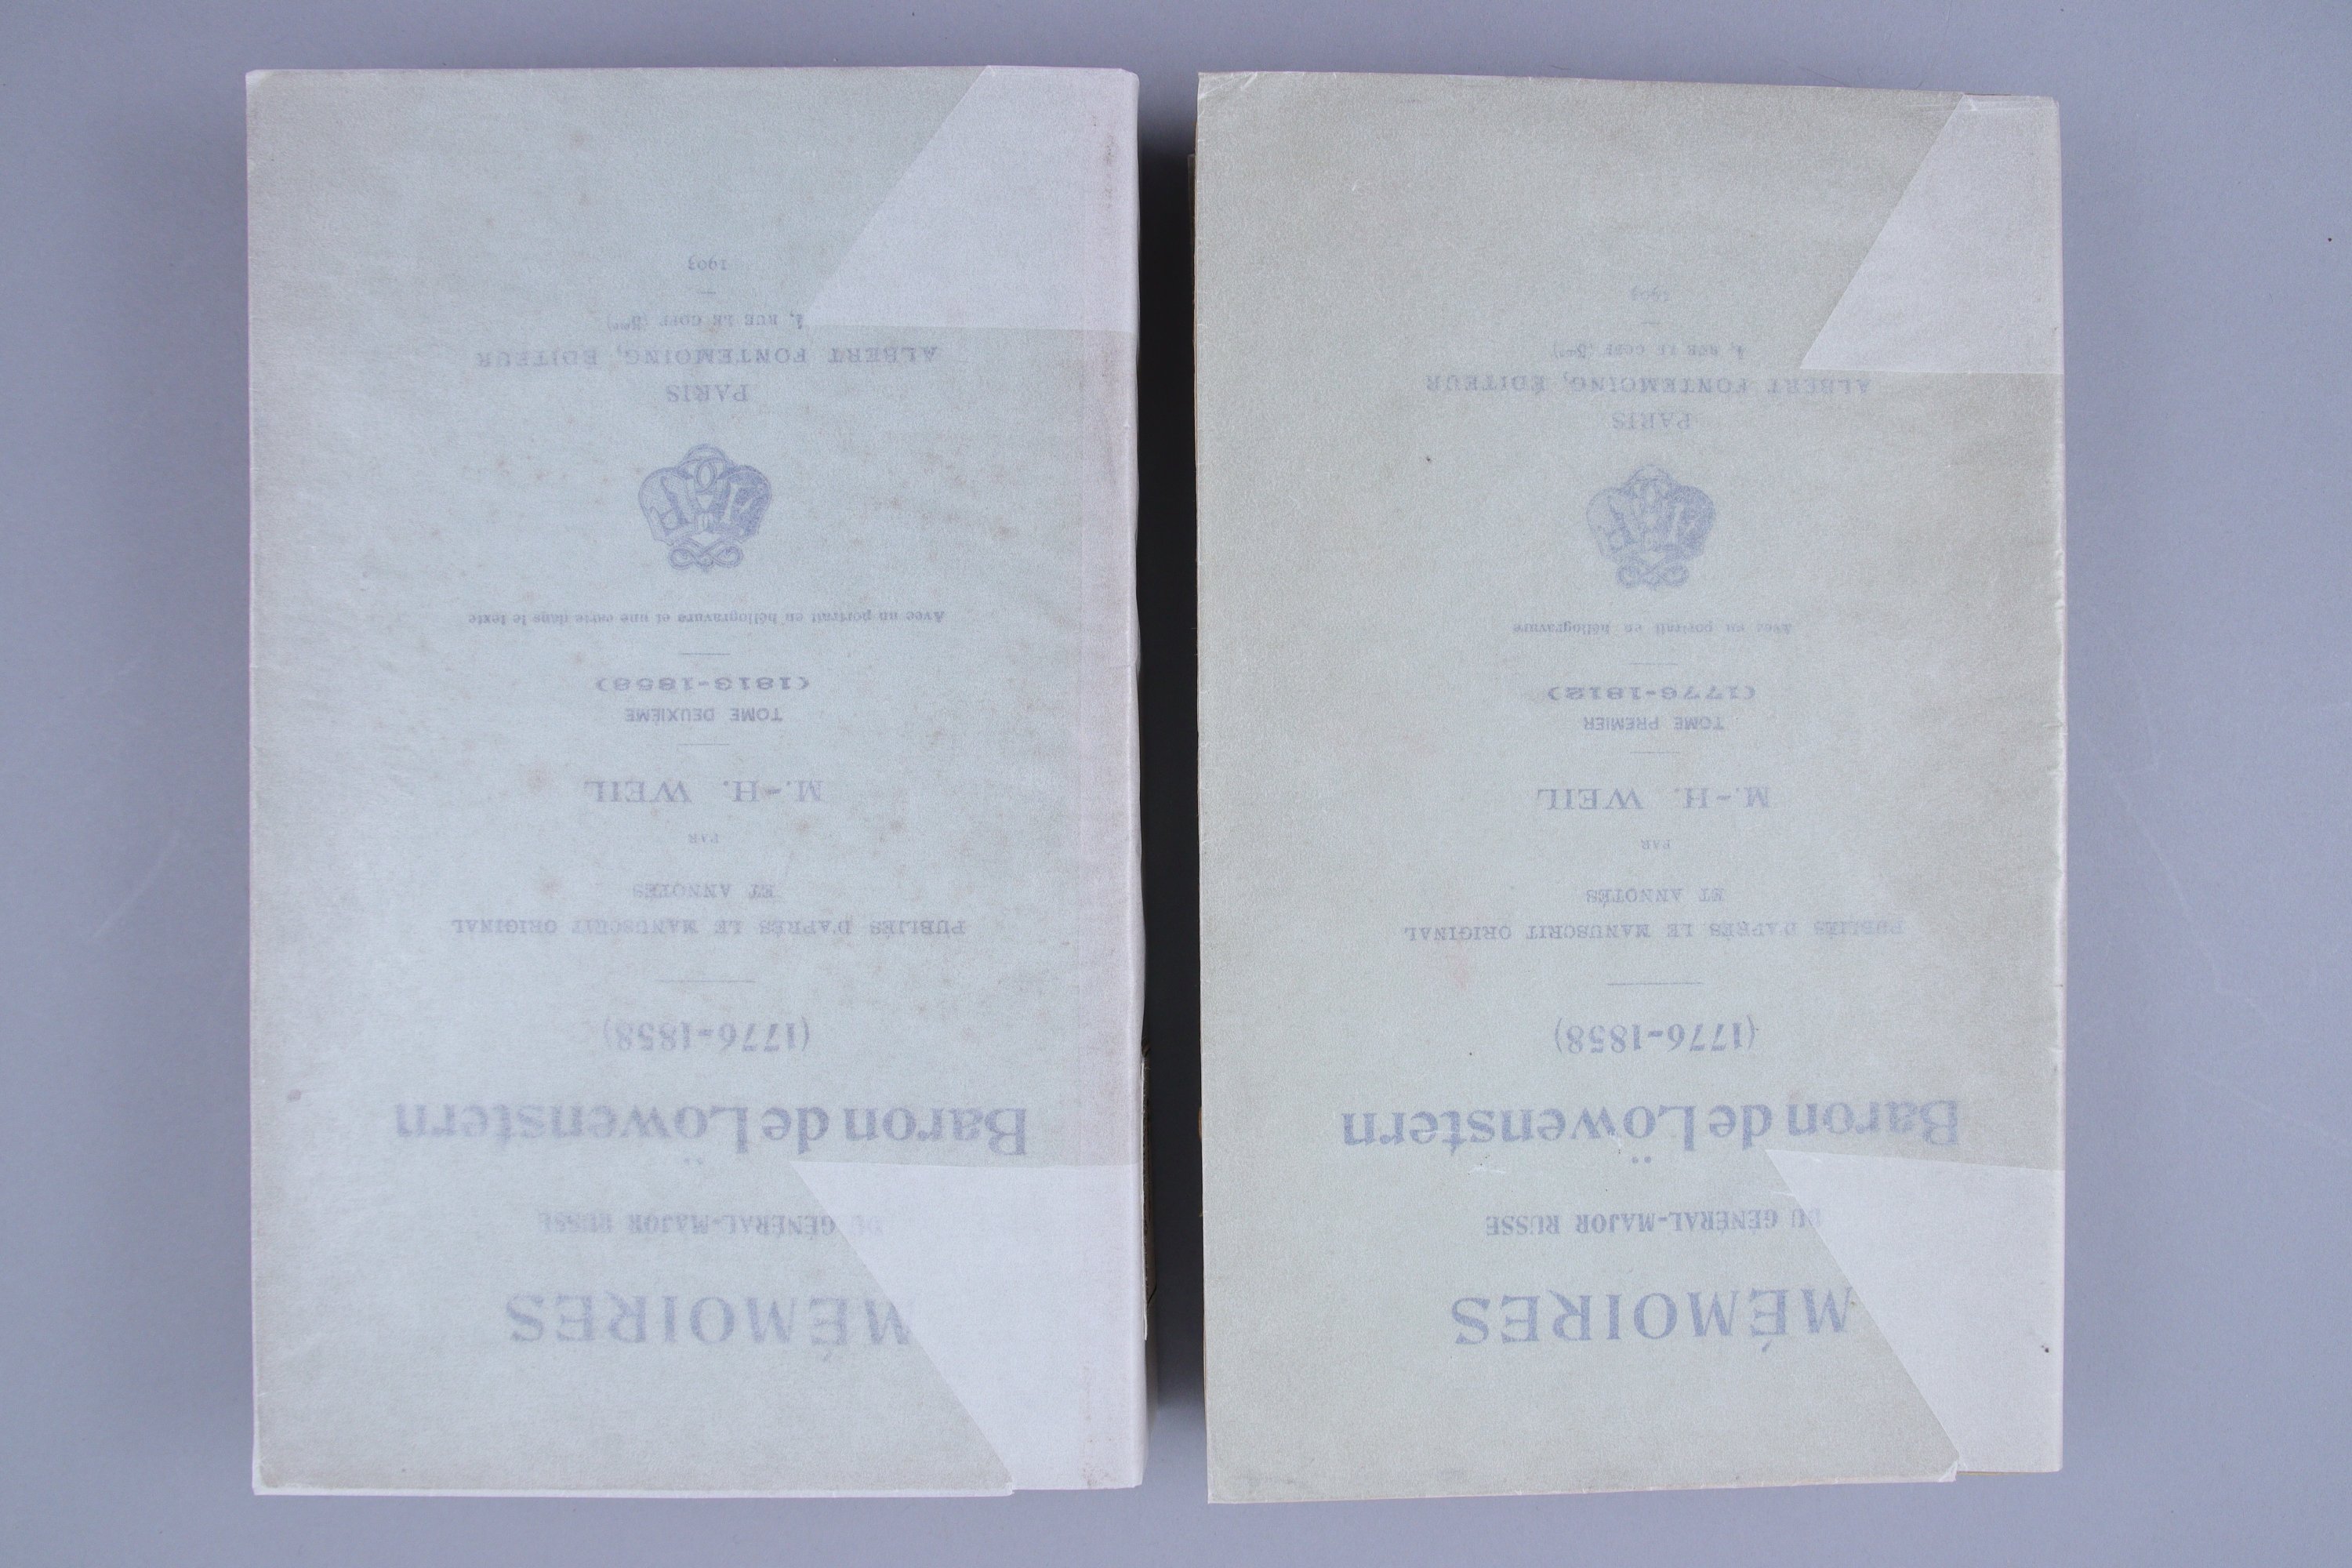 MÉMOIRES
DU GÉNÉRAL-MAJOR RUSSE
Baron de Löwenstern
(1776-1858)
PUBLIÉS D'APRÈS LE MANUSCRIT ORIGINAL
ET ANNOTÉS
PAR
M.-H. WEIL
TOME DEUXIÈME
(1813-1858)
Avec un portrait en héliogravure et une carte dans le texte
PARIS
ALBERT FONTEMOING, ÉDITEUR
4, RUE LE GOFF (5me)
1903
MÉMOIRES
DU GÉNÉRAL-MAJOR RUSSE
Baron de Löwenstern
(1776-1858)
PUBLIÉS D'APRÈS LE MANUSCRIT ORIGINAL
ET ANNOTÉS
PAR
M.-H. WEIL
TOME PREMIER
(1776-1812)
Avec un portrait en héliogravure
PARIS
ALBERT FONTEMOING, ÉDITEUR
4, RUE LE GOFF (5me)
1903